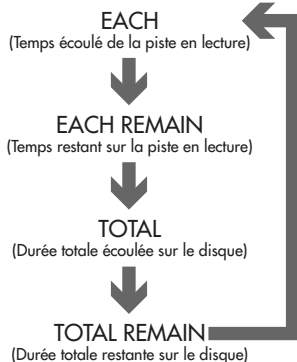 EACH
(Temps écoulé de la piste en lecture)
EACH REMAIN
(Temps restant sur la piste en lecture)
TOTAL
(Durée totale écoulée sur le disque)
TOTAL REMAIN
(Durée totale restante sur le disque)